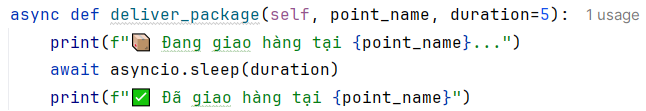 async def deliver_package(self, point_name, duration=5):  1 usage
    print(f"📦 Đang giao hàng tại {point_name}...")
    await asyncio.sleep(duration)
    print(f"✅ Đã giao hàng tại {point_name}")